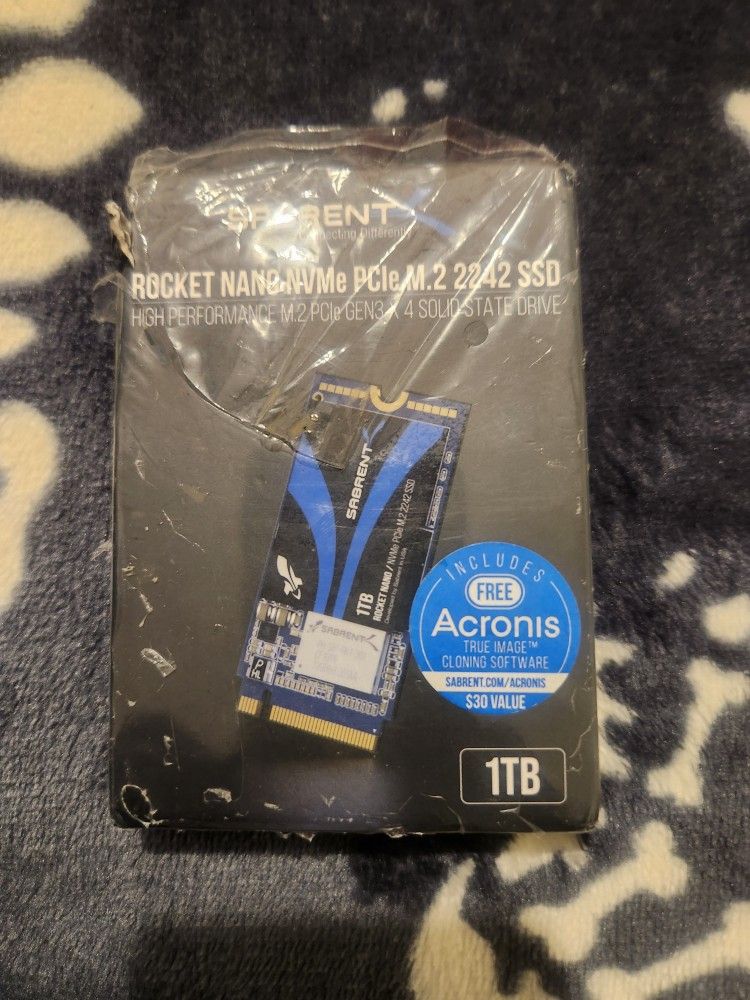 SABRENT
Connecting Differently
ROCKET NANO NVMe PCIe M.2 2242 SSD
HIGH PERFORMANCE M.2 PCIe GEN3 X 4 SOLID STATE DRIVE
SABRENT
1TB
ROCKET NANO / NVMe PCIe M.2 2242 SSD
SABRENT
INCLUDES
FREE
Acronis
TRUE IMAGE™
CLONING SOFTWARE
SABRENT.COM/ACRONIS
$30 VALUE
1TB